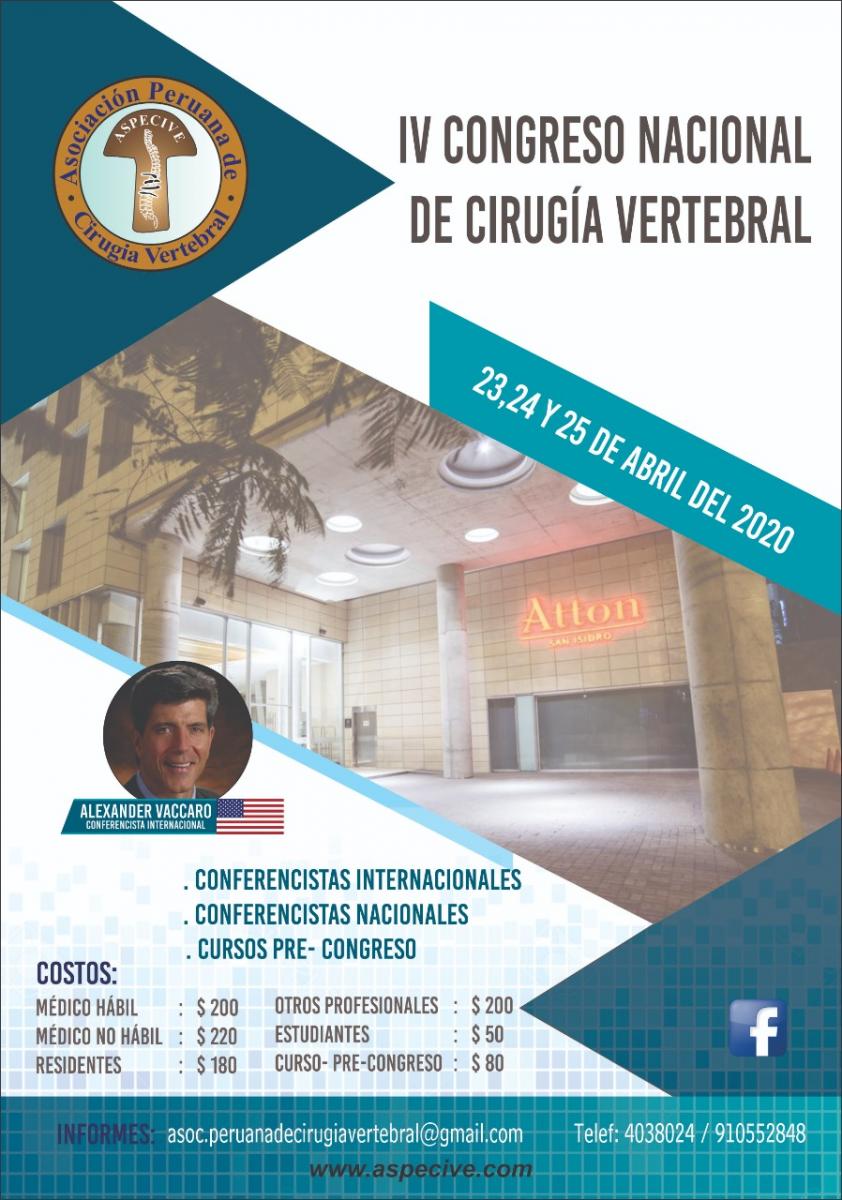 Asociación Peruana de
Cirugia Vertebral
ASPECIVE
IV CONGRESO NACIONAL
DE CIRUGÍA VERTEBRAL
23,24 Y 25 DE ABRIL DEL 2020
Atton
SAN ISIDRO
ALEXANDER VACCARO
CONFERENCISTA INTERNACIONAL
. CONFERENCISTAS INTERNACIONALES
. CONFERENCISTAS NACIONALES
. CURSOS PRE- CONGRESO
COSTOS:
MÉDICO HÁBIL : $ 200
MÉDICO NO HÁBIL : $ 220
RESIDENTES : $ 180
OTROS PROFESIONALES : $ 200
ESTUDIANTES : $ 50
CURSO- PRE-CONGRESO : $ 80
f
INFORMES: asoc.peruanadecirugiavertebral@gmail.com Telef: 4038024 / 910552848
www.aspecive.com